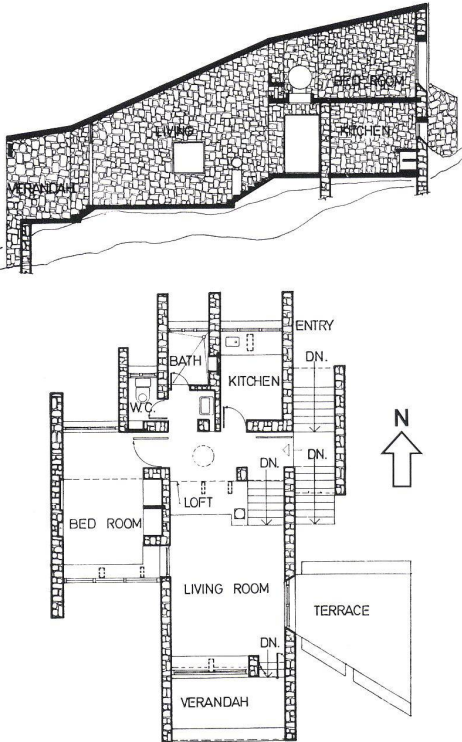 BED ROOM
LIVING
KITCHEN
VERANDAH
ENTRY
DN.
BATH
KITCHEN
W.C.
N
DN.
DN.
LOFT
BED ROOM
LIVING ROOM
TERRACE
DN.
VERANDAH